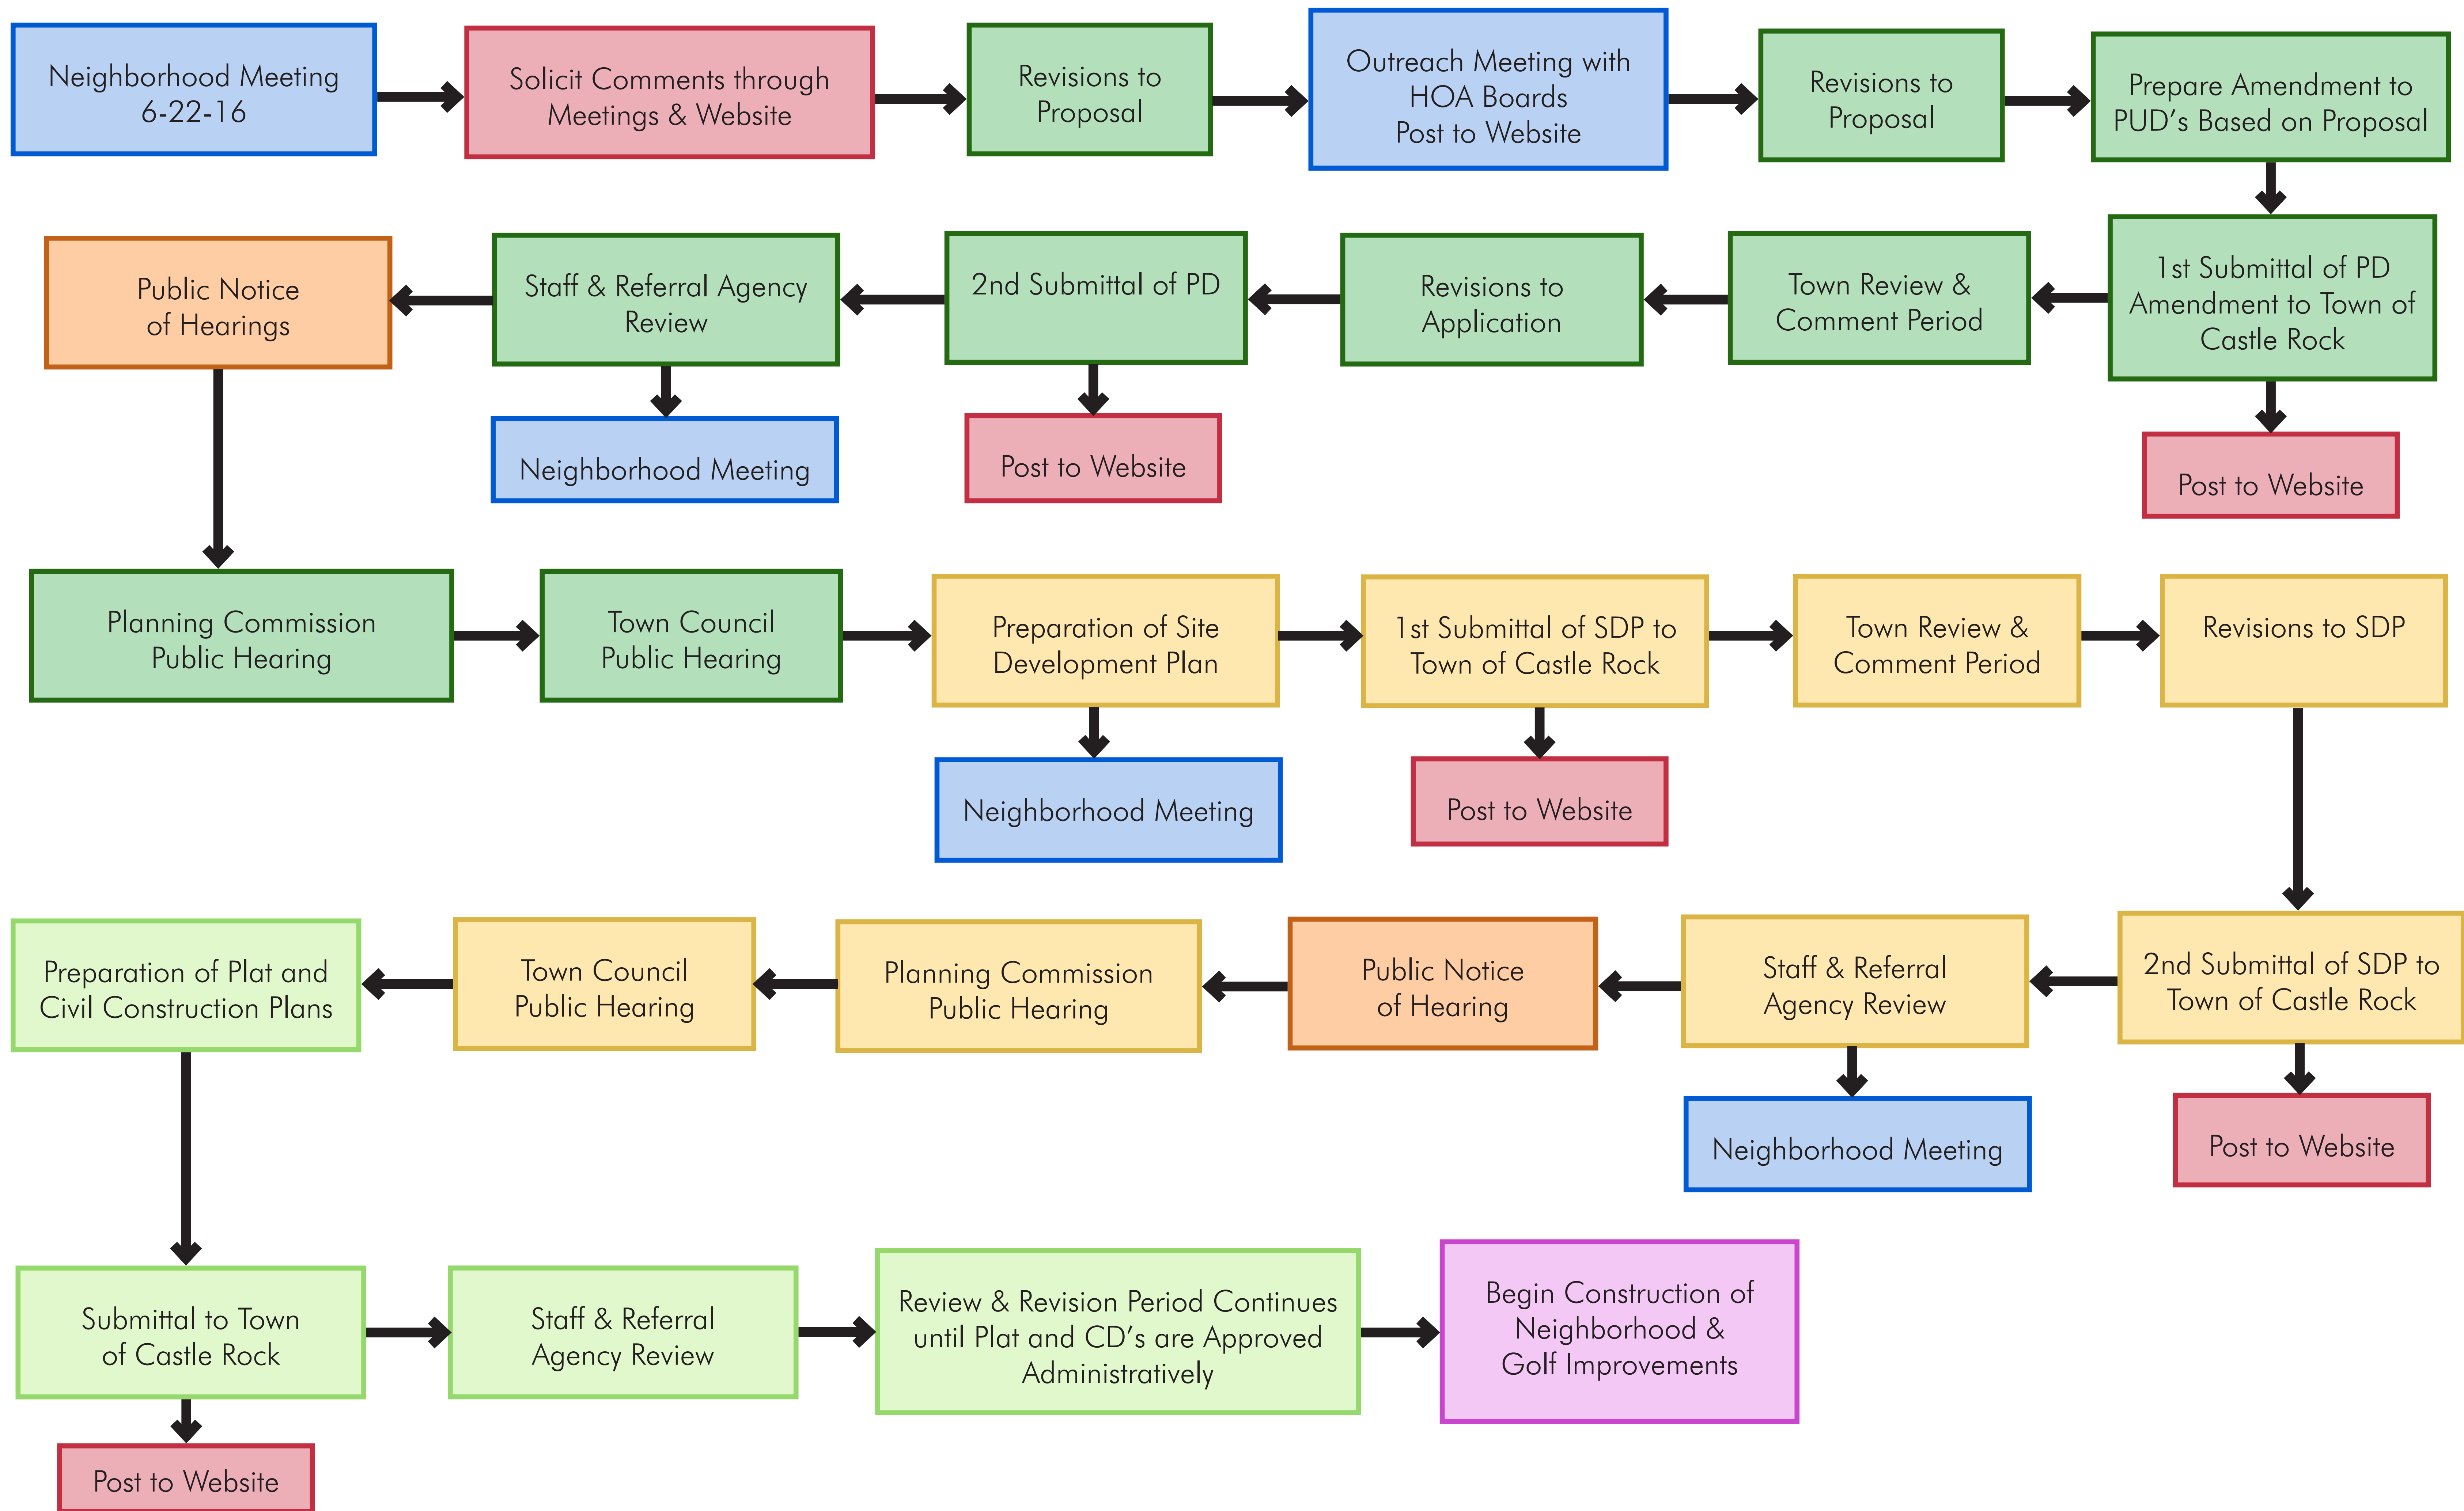 Neighborhood Meeting
6-22-16
Solicit Comments through
Meetings & Website
Revisions to
Proposal
Outreach Meeting with
HOA Boards
Post to Website
Revisions to
Proposal
Prepare Amendment to
PUD's Based on Proposal
1st Submittal of PD
Amendment to Town of
Castle Rock
Post to Website
Town Review &
Comment Period
Revisions to
Application
2nd Submittal of PD
Post to Website
Staff & Referral Agency
Review
Neighborhood Meeting
Public Notice
of Hearings
Planning Commission
Public Hearing
Town Council
Public Hearing
Preparation of Site
Development Plan
Neighborhood Meeting
1st Submittal of SDP to
Town of Castle Rock
Post to Website
Town Review &
Comment Period
Revisions to SDP
2nd Submittal of SDP to
Town of Castle Rock
Post to Website
Staff & Referral
Agency Review
Neighborhood Meeting
Public Notice
of Hearing
Planning Commission
Public Hearing
Town Council
Public Hearing
Preparation of Plat and
Civil Construction Plans
Submittal to Town
of Castle Rock
Post to Website
Staff & Referral
Agency Review
Review & Revision Period Continues
until Plat and CD's are Approved
Administratively
Begin Construction of
Neighborhood &
Golf Improvements